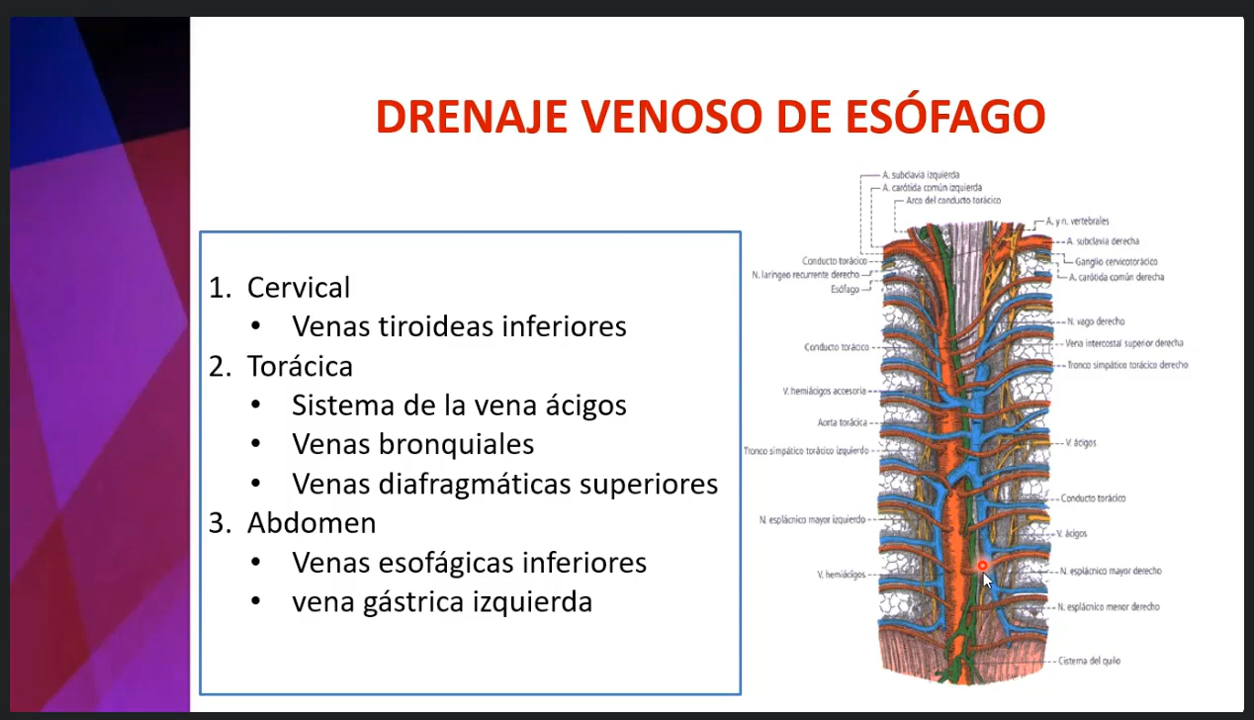 DRENAJE VENOSO DE ESÓFAGO
1. Cervical
• Venas tiroideas inferiores
2. Torácica
• Sistema de la vena ácigos
• Venas bronquiales
• Venas diafragmáticas superiores
3. Abdomen
• Venas esofágicas inferiores
• vena gástrica izquierda
A. subclavia izquierda
A. carótida común izquierda
Arco del conducto torácico
Conducto torácico
N. laríngeo recurrente derecho
Esófago
Conducto torácico
V. hemiácigos accesoria
Aorta torácica
Tronco simpático torácico izquierdo
N. esplácnico mayor izquierdo
V. hemiácigos
A. y n. vertebrales
A. subclavia derecha
Ganglio cervicotorácico
A. carótida común derecha
N. vago derecho
Vena intercostal superior derecha
Tronco simpático torácico derecho
V. ácigos
Conducto torácico
V. ácigos
N. esplácnico mayor derecho
N. esplácnico menor derecho
Cisterna del quilo